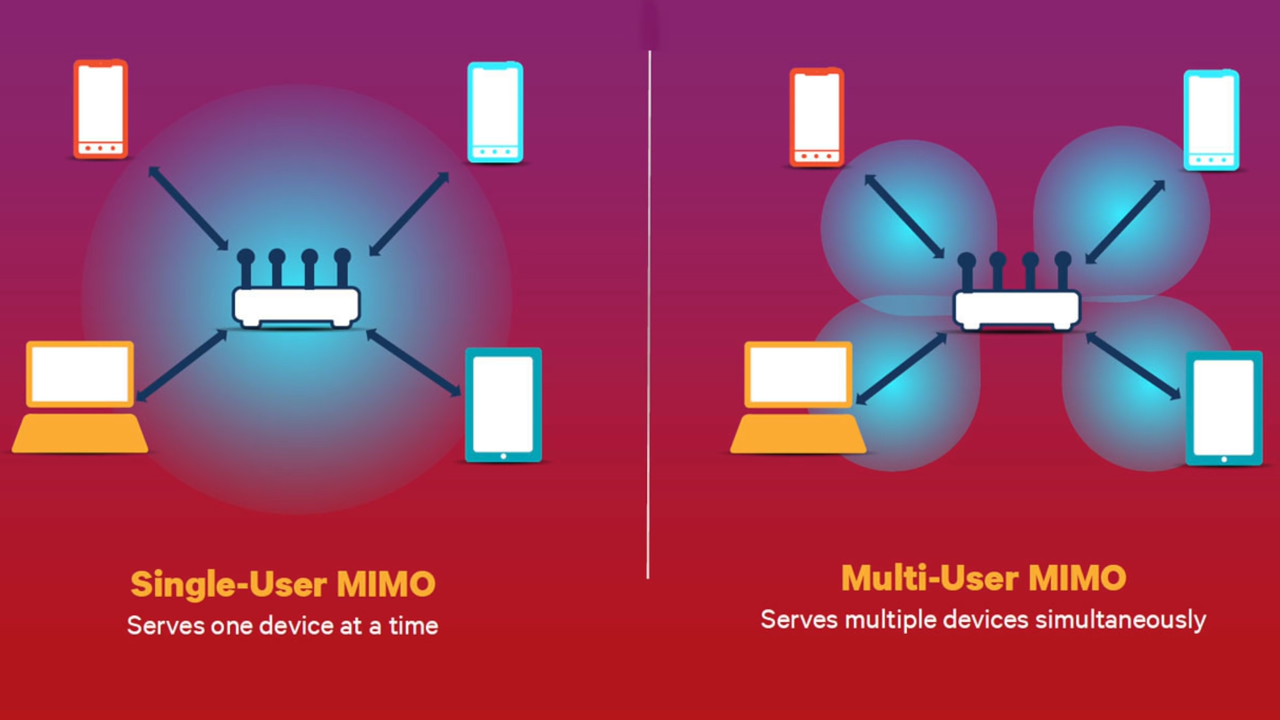 Single-User MIMO
Serves one device at a time
Multi-User MIMO
Serves multiple devices simultaneously